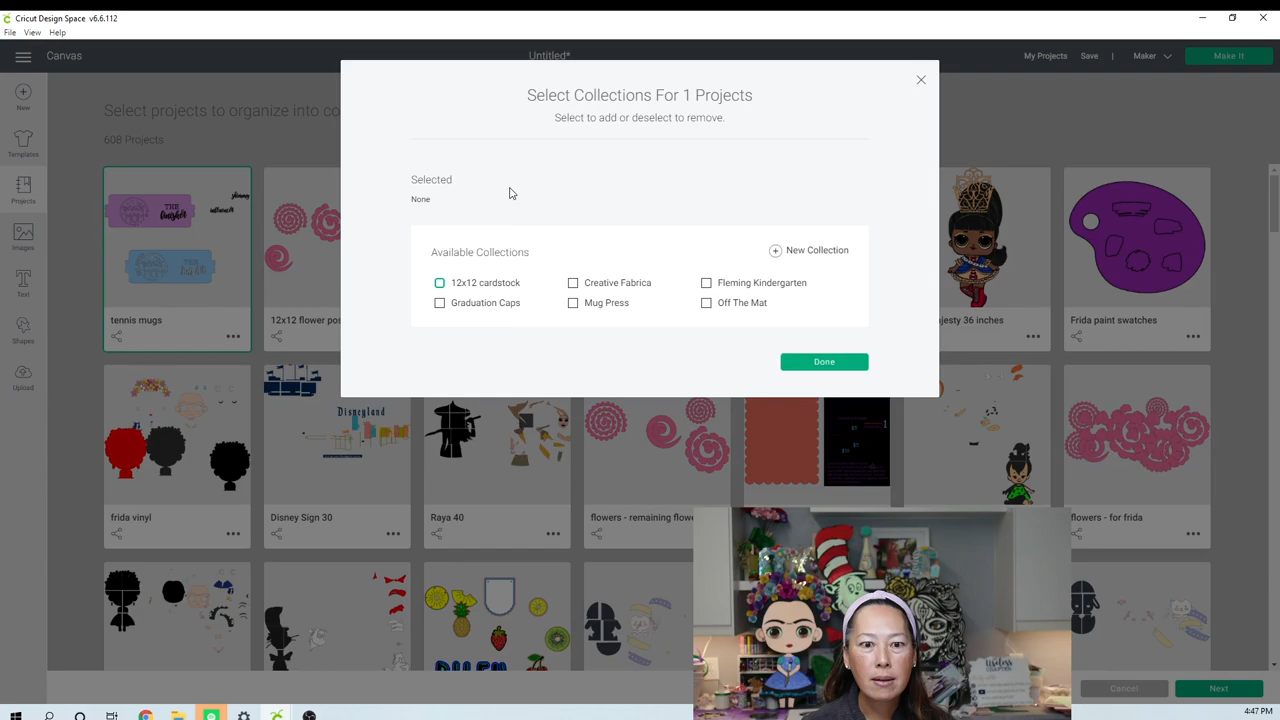 Cricut Design Space v6.6.112
File View Help
Canvas
Untitled*
My Projects Save | Maker Make It
New
Templates
Projects
Images
Text
Shapes
Upload
Select projects to organize into co
608 Projects
Select Collections For 1 Projects
Select to add or deselect to remove.
Selected
None
Available Collections
New Collection
12x12 cardstock
Creative Fabrica
Fleming Kindergarten
Graduation Caps
Mug Press
Off The Mat
Done
the finisher
tennis mugs
12x12 flower pos
jesty 36 inches
Frida paint swatches
Disneyland
frida vinyl
Disney Sign 30
Raya 40
flowers - remaining flowe
flowers - for frida
Cancel
Next
4:47 PM